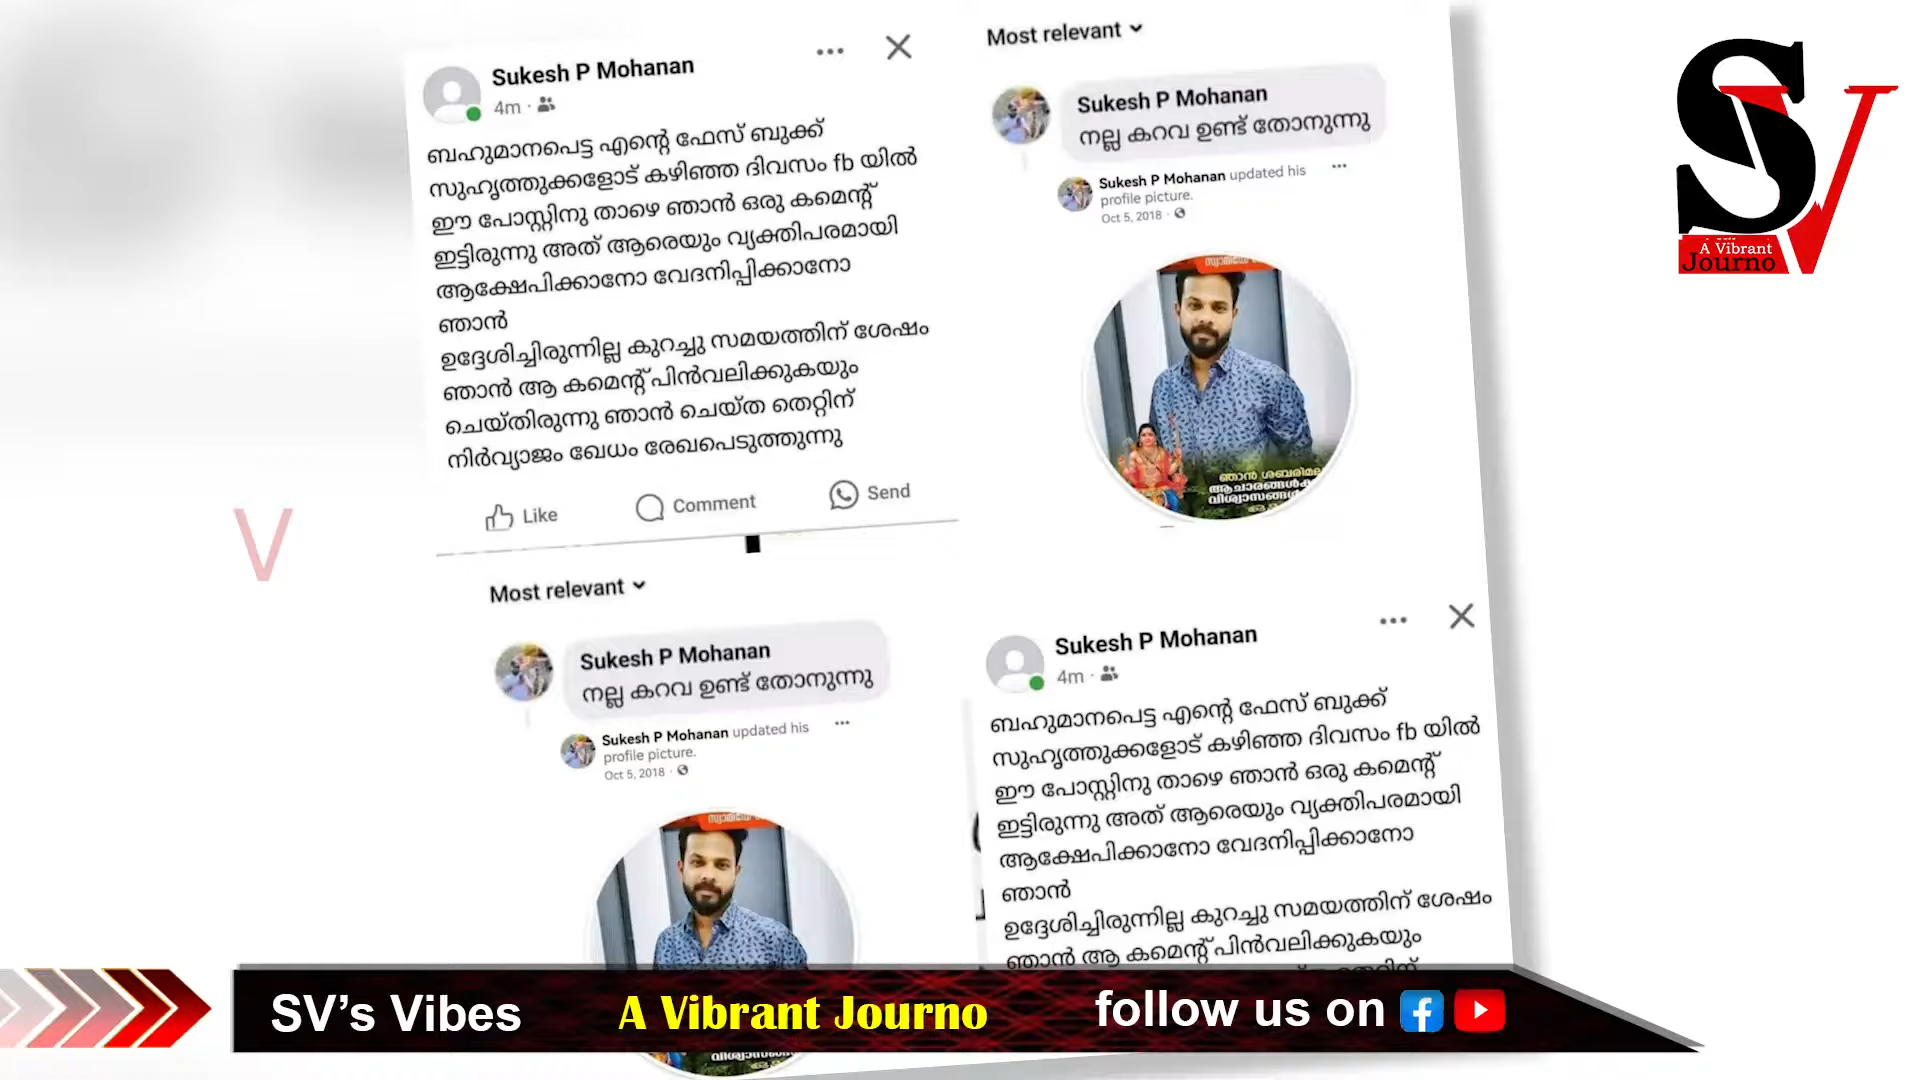 Sukesh P Mohanan
4m
ബഹുമാനപെട്ട എന്റെ ഫേസ് ബുക്ക്
സുഹൃത്തുക്കളോട് കഴിഞ്ഞ ദിവസം fb യിൽ
ഈ പോസ്റ്റിനു താഴെ ഞാൻ ഒരു കമെന്റ്
ഇട്ടിരുന്നു അത് ആരെയും വ്യക്തിപരമായി
ആക്ഷേപിക്കാനോ വേദനിപ്പിക്കാനോ
ഞാൻ
ഉദ്ദേശിച്ചിരുന്നില്ല കുറച്ചു സമയത്തിന് ശേഷം
ഞാൻ ആ കമെന്റ് പിൻവലിക്കുകയും
ചെയ്തിരുന്നു ഞാൻ ചെയ്ത തെറ്റിന്
നിർവ്യാജം ഖേധം രേഖപെടുത്തുന്നു
Like
Comment
Send
Most relevant
Sukesh P Mohanan
നല്ല കറവ ഉണ്ട് തോനുന്നു
Sukesh P Mohanan updated his
profile picture.
Oct 5, 2018
ഞാൻ ശബരിമല
വിശ്വാസങ്ങൾ
SV
A Vibrant
Journo
V
Most relevant
Sukesh P Mohanan
നല്ല കറവ ഉണ്ട് തോനുന്നു
Sukesh P Mohanan updated his
profile picture.
Oct 5, 2018
Sukesh P Mohanan
4m
ബഹുമാനപെട്ട എന്റെ ഫേസ് ബുക്ക്
സുഹൃത്തുക്കളോട് കഴിഞ്ഞ ദിവസം fb യിൽ
ഈ പോസ്റ്റിനു താഴെ ഞാൻ ഒരു കമെന്റ്
ഇട്ടിരുന്നു അത് ആരെയും വ്യക്തിപരമായി
ആക്ഷേപിക്കാനോ വേദനിപ്പിക്കാനോ
ഞാൻ
ഉദ്ദേശിച്ചിരുന്നില്ല കുറച്ചു സമയത്തിന് ശേഷം
ഞാൻ ആ കമെന്റ് പിൻവലിക്കുകയും
SV's Vibes
A Vibrant Journo
follow us on